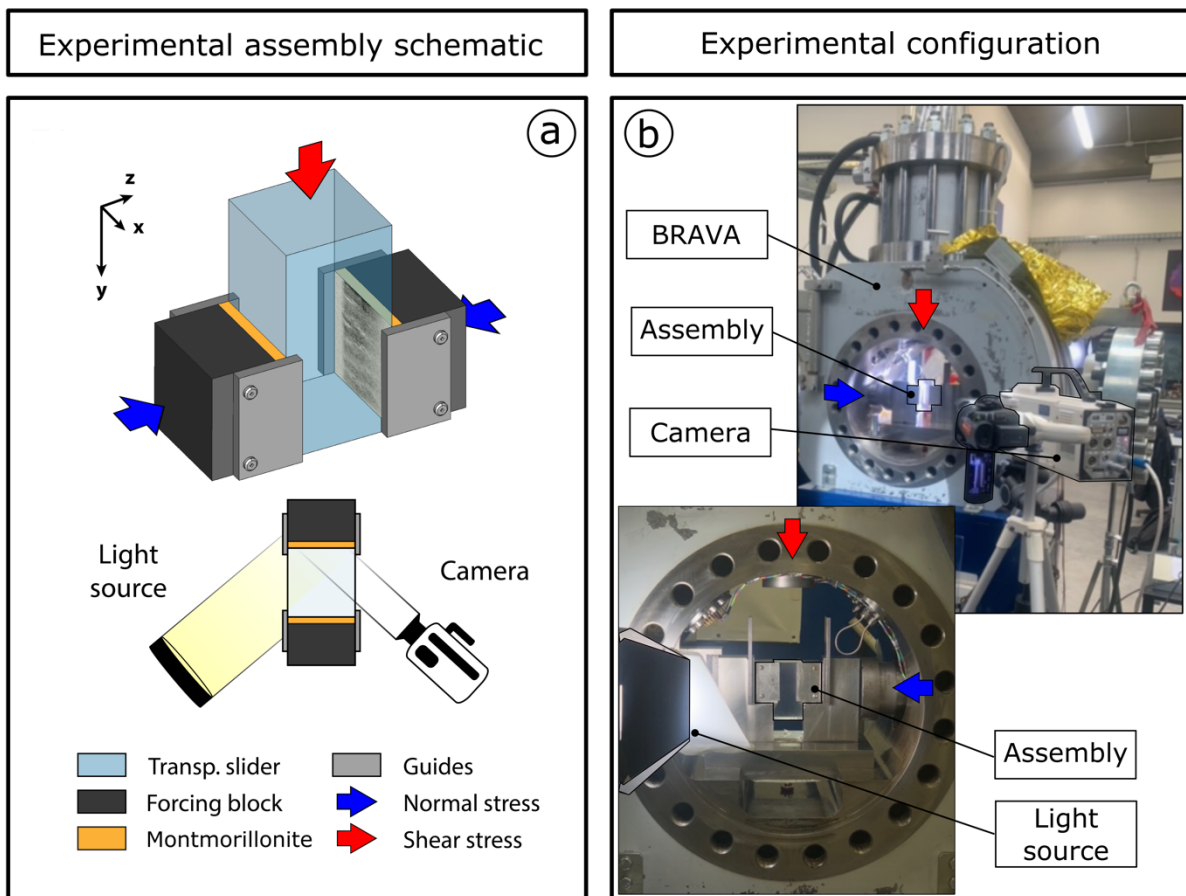 Experimental assembly schematic
Experimental configuration
a
z
x
y
Light
source
Camera
Transp. slider
Guides
Forcing block
Normal stress
Montmorillonite
Shear stress
b
BRAVA
Assembly
Camera
Assembly
Light
source